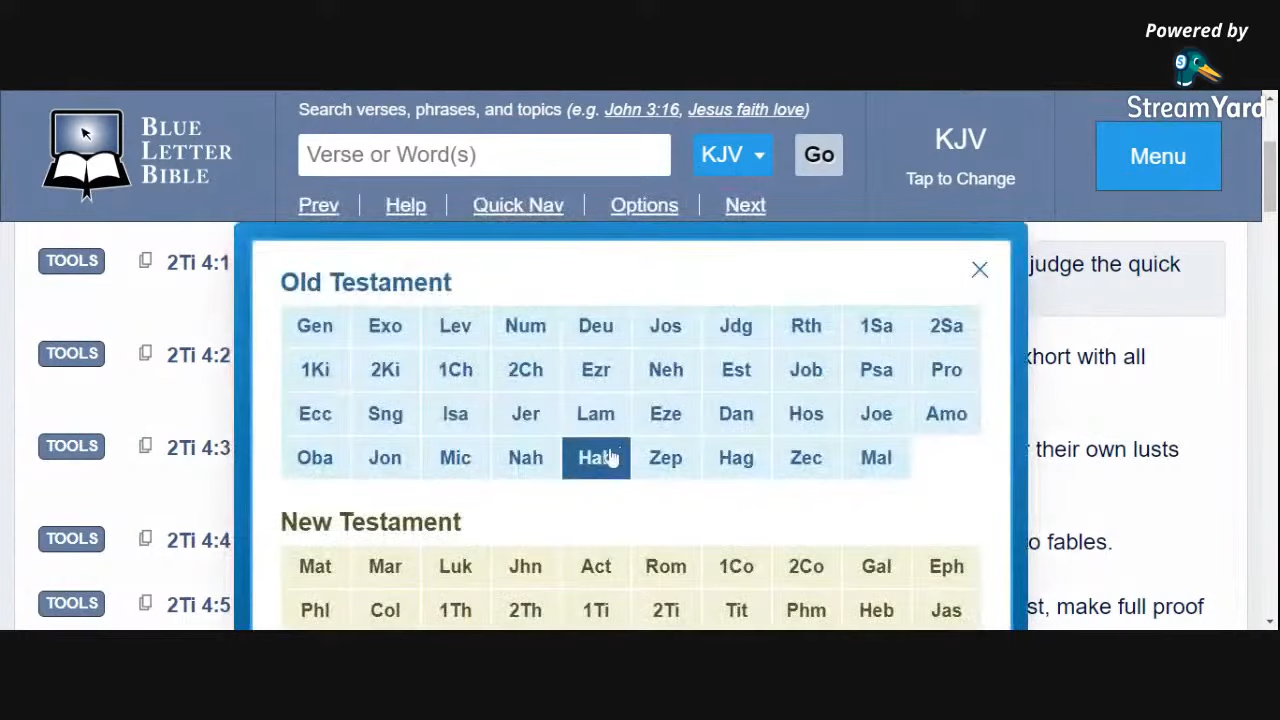 Powered by
StreamYard
BLUE
LETTER
BIBLE
Search verses, phrases, and topics (e.g. John 3:16, Jesus faith love)
Verse or Word(s)
KJV
Go
KJV
Tap to Change
Menu
Prev Help Quick Nav Options Next
TOOLS 2Ti 4:1 judge the quick
TOOLS 2Ti 4:2 xhort with all
TOOLS 2Ti 4:3 their own lusts
TOOLS 2Ti 4:4 o fables.
TOOLS 2Ti 4:5 st, make full proof
Old Testament
Gen Exo Lev Num Deu Jos Jdg Rth 1Sa 2Sa
1Ki 2Ki 1Ch 2Ch Ezr Neh Est Job Psa Pro
Ecc Sng Isa Jer Lam Eze Dan Hos Joe Amo
Oba Jon Mic Nah Hab Zep Hag Zec Mal
New Testament
Mat Mar Luk Jhn Act Rom 1Co 2Co Gal Eph
Phl Col 1Th 2Th 1Ti 2Ti Tit Phm Heb Jas